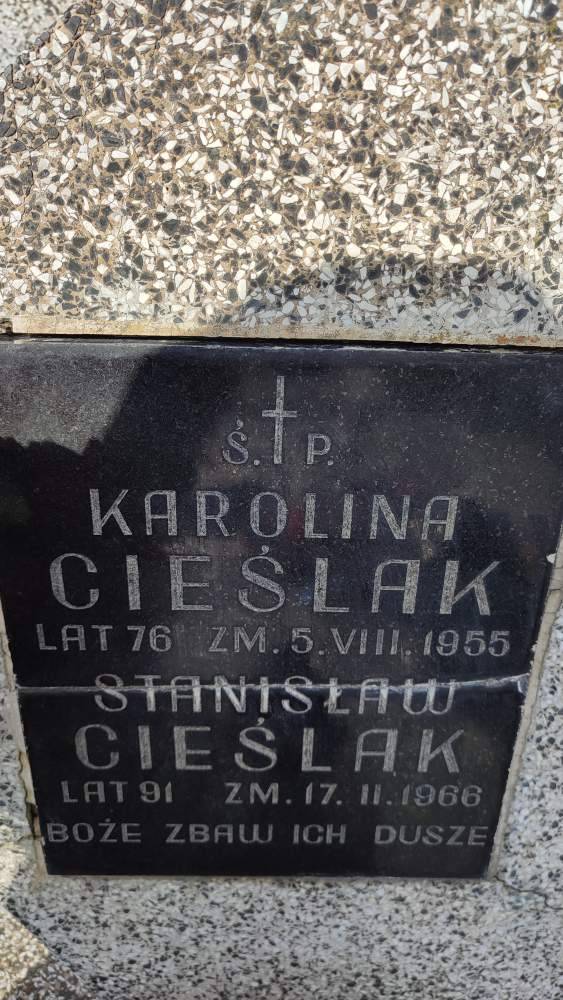 Ś. P.
KAROLINA
CIEŚLAK
LAT 76 ZM. 5. VIII. 1955
STANISŁAW
CIEŚLAK
LAT 91 ZM. 17. II. 1966
BOŻE ZBAW ICH DUSZE